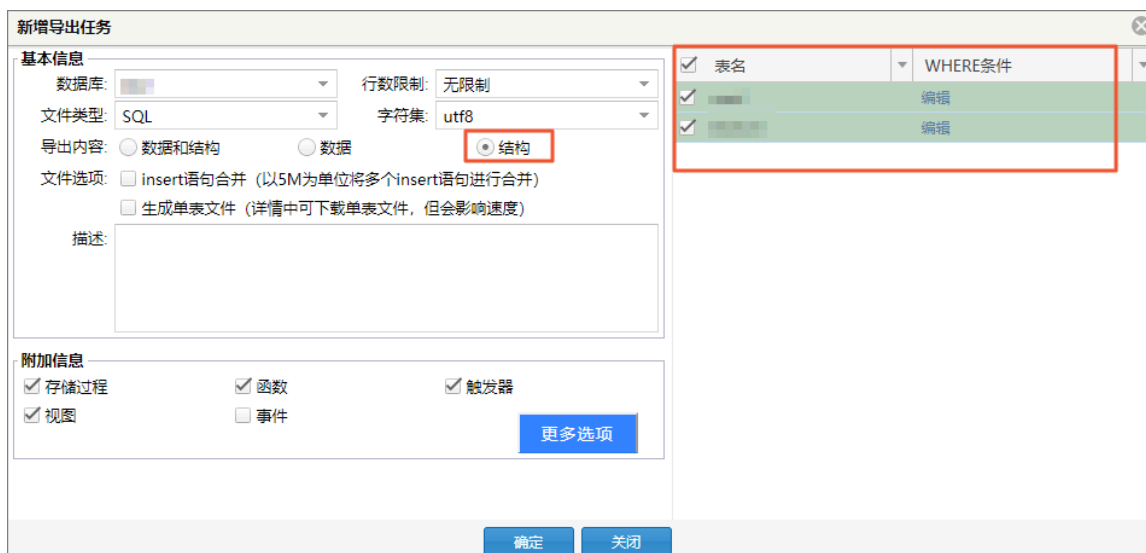 新增导出任务
基本信息
数据库:
行数限制: 无限制
文件类型: SQL
字符集: utf8
导出内容: 数据和结构 数据 结构
文件选项: insert语句合并 (以5M为单位将多个insert语句进行合并)
生成单表文件 (详情中可下载单表文件, 但会影响速度)
描述:
附加信息
存储过程 函数 触发器
视图 事件
更多选项
表名 WHERE条件
编辑
编辑
确定 关闭